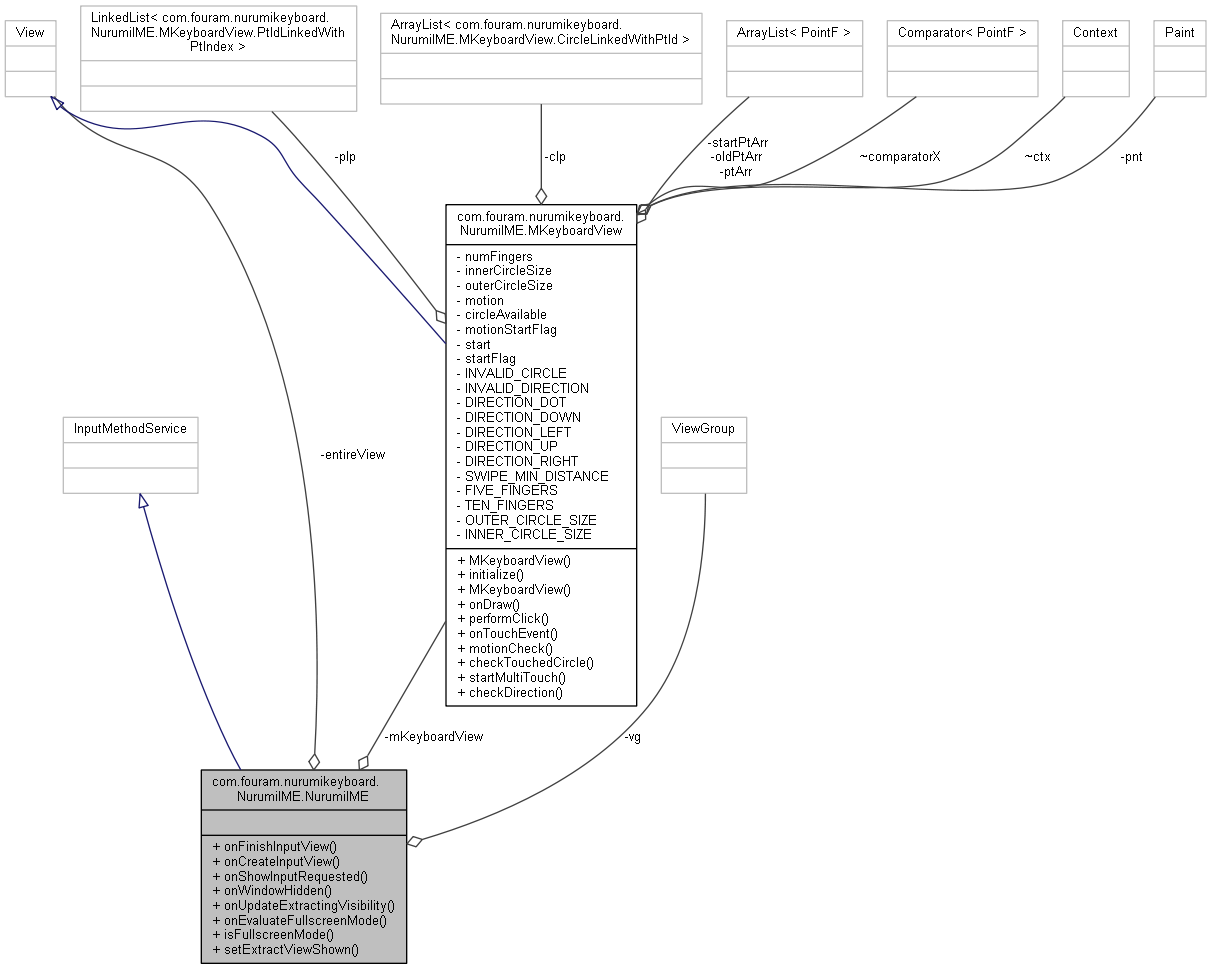 View
LinkedList< com.fouram.nurumikeyboard.
NurumiIME.MKeyboardView.PtIdLinkedWith
PtIndex >
ArrayList< com.fouram.nurumikeyboard.
NurumiIME.MKeyboardView.CircleLinkedWithPtId >
ArrayList< PointF >
Comparator< PointF >
Context
Paint
-plp
-clp
-startPtArr
-oldPtArr
-ptArr
~comparatorX
~ctx
-pnt
com.fouram.nurumikeyboard.
NurumiIME.MKeyboardView
- numFingers
- innerCircleSize
- outerCircleSize
- motion
- circleAvailable
- motionStartFlag
- start
- startFlag
- INVALID_CIRCLE
- INVALID_DIRECTION
- DIRECTION_DOT
- DIRECTION_DOWN
- DIRECTION_LEFT
- DIRECTION_UP
- DIRECTION_RIGHT
- SWIPE_MIN_DISTANCE
- FIVE_FINGERS
- TEN_FINGERS
- OUTER_CIRCLE_SIZE
- INNER_CIRCLE_SIZE
+ MKeyboardView()
+ initialize()
+ MKeyboardView()
+ onDraw()
+ performClick()
+ onTouchEvent()
+ motionCheck()
+ checkTouchedCircle()
+ startMultiTouch()
+ checkDirection()
InputMethodService
-entireView
ViewGroup
-mKeyboardView
-vg
com.fouram.nurumikeyboard.
NurumiIME.NurumiIME
+ onFinishInputView()
+ onCreateInputView()
+ onShowInputRequested()
+ onWindowHidden()
+ onUpdateExtractingVisibility()
+ onEvaluateFullscreenMode()
+ isFullscreenMode()
+ setExtractViewShown()